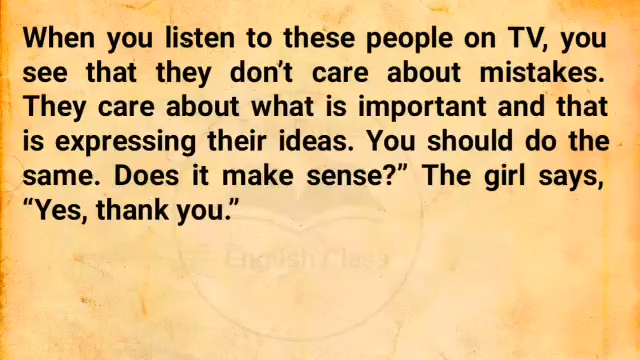 When you listen to these people on TV, you
see that they don’t care about mistakes.
They care about what is important and that
is expressing their ideas. You should do the
same. Does it make sense?” The girl says,
“Yes, thank you.”
English Class